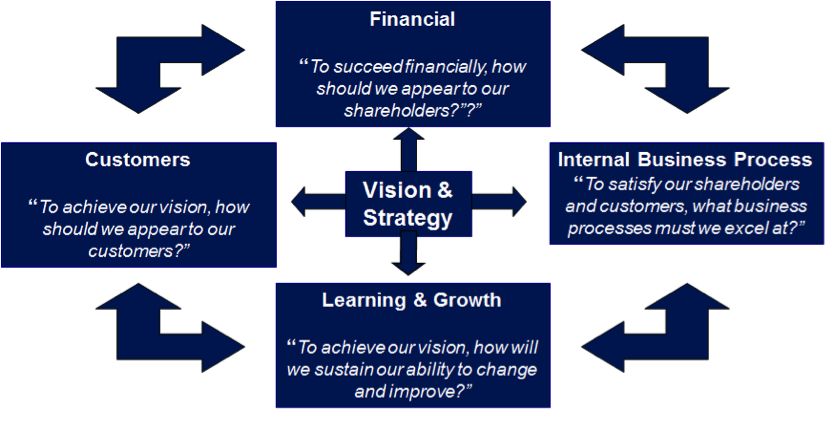 Financial
“To succeed financially, how
should we appear to our
shareholders?”?”
Customers
“To achieve our vision, how
should we appear to our
customers?”
Vision &
Strategy
Internal Business Process
“To satisfy our shareholders
and customers, what business
processes must we excel at?”
Learning & Growth
“To achieve our vision, how will
we sustain our ability to change
and improve?”